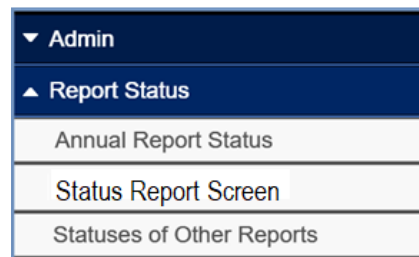 Admin
Report Status
Annual Report Status
Status Report Screen
Statuses of Other Reports